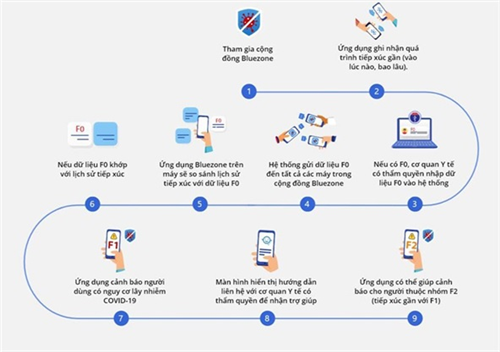 Tham gia cộng
đồng Bluezone
1
Ứng dụng ghi nhận quá
trình tiếp xúc gần (vào
lúc nào, bao lâu).
2
Nếu có F0, cơ quan Y tế
có thẩm quyền nhập dữ
liệu F0 vào hệ thống
3
Hệ thống gửi dữ liệu F0
đến tất cả các máy trong
cộng đồng Bluezone
4
Ứng dụng Bluezone trên
máy sẽ so sánh lịch sử
tiếp xúc với dữ liệu F0
5
F0
Nếu dữ liệu F0 khớp
với lịch sử tiếp xúc
6
F1
Ứng dụng cảnh báo người
dùng có nguy cơ lây nhiễm
COVID-19
7
Màn hình hiển thị hướng dẫn
liên hệ với cơ quan Y tế có
thẩm quyền để nhận trợ giúp
8
F2
Ứng dụng có thể giúp cảnh
báo cho người thuộc nhóm F2
(tiếp xúc gần với F1)
9